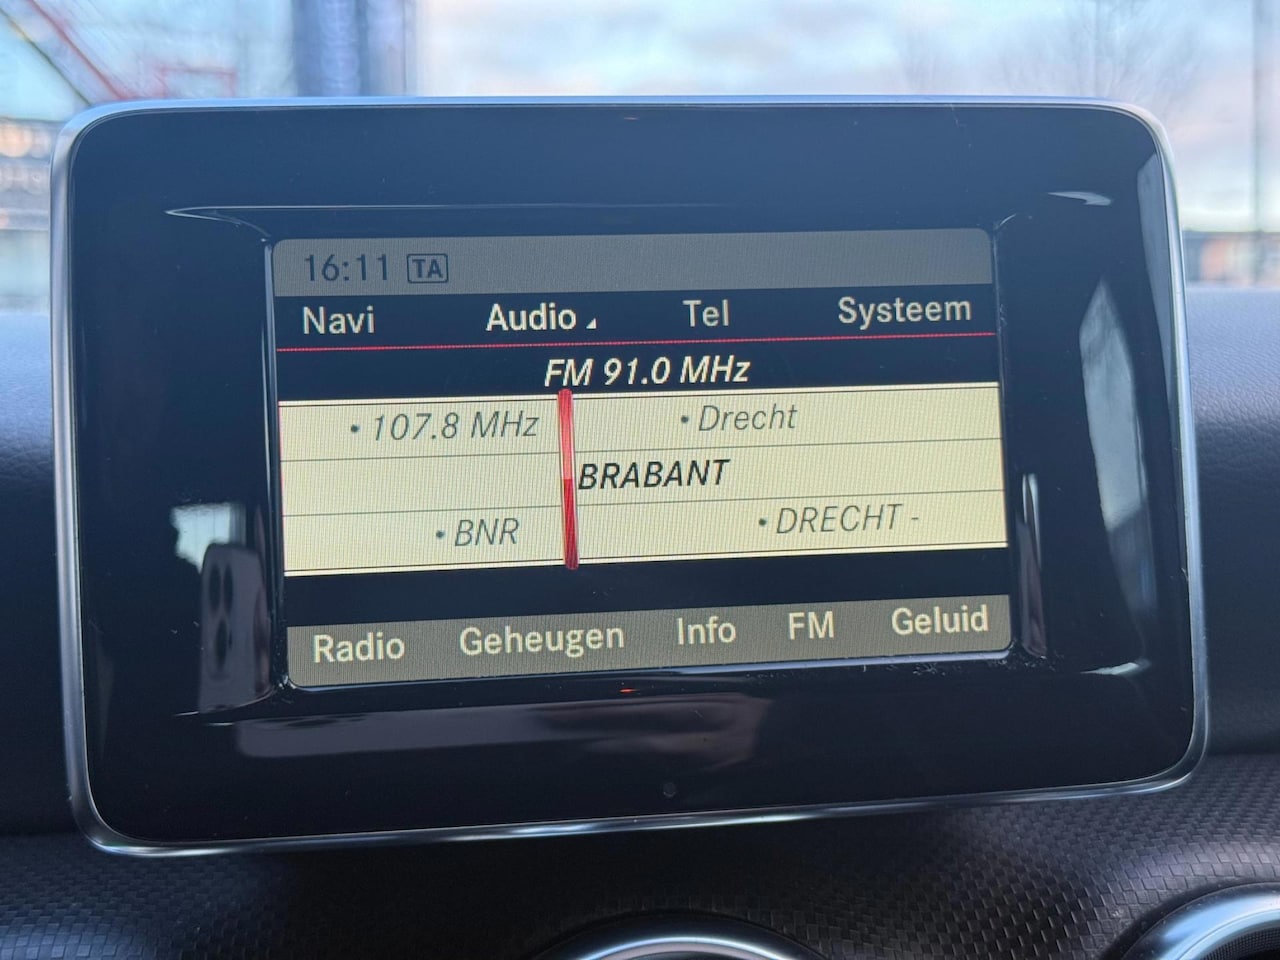 16:11 TA
Navi Audio Tel Systeem
FM 91.0 MHz
• 107.8 MHz • Drecht
BRABANT
• BNR • DRECHT -
Radio Geheugen Info FM Geluid